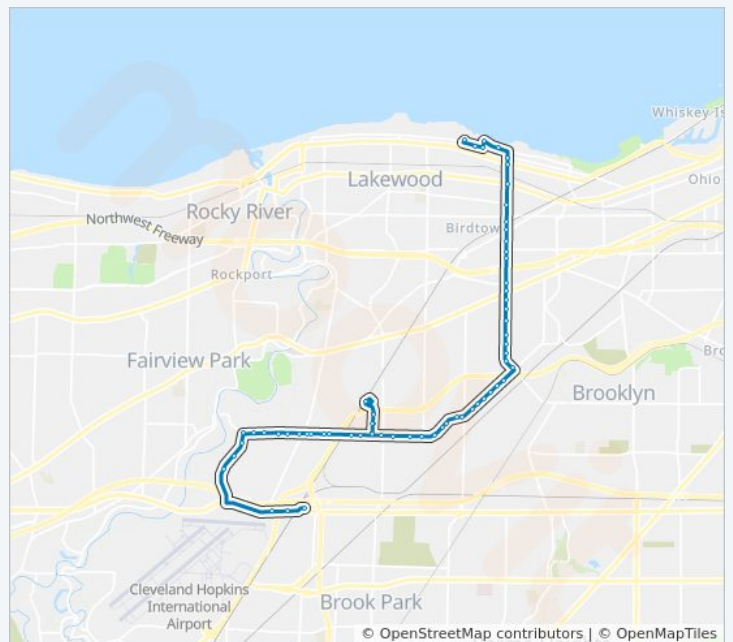 Whiskey Is
Lakewood
Ohio
Rocky River
Northwest Freeway
Birdtow
Rockport
Fairview Park
Bro
Brooklyn
Cleveland Hopkins
International
Airport
Brook Park
© OpenStreetMap contributors | © OpenMapTiles